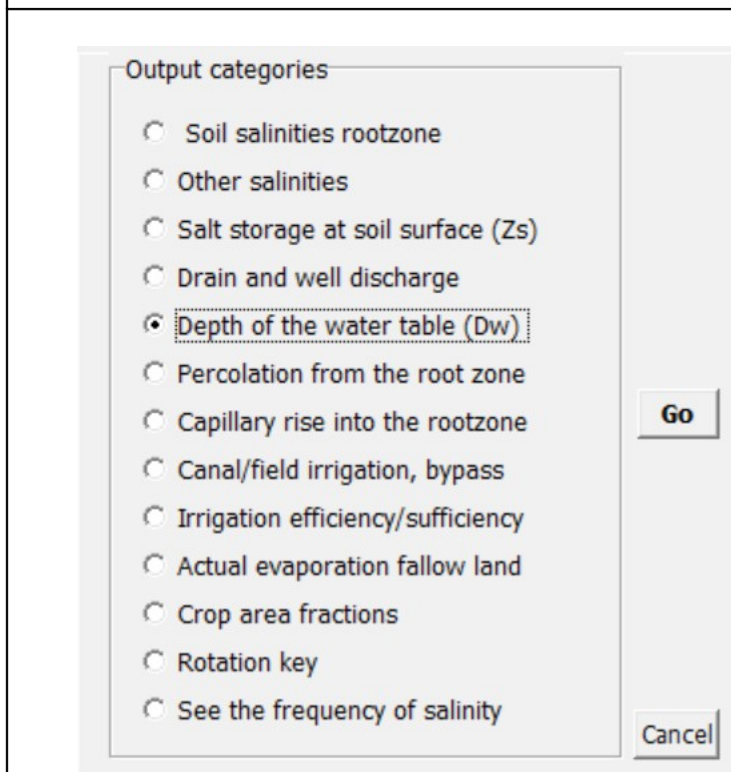 Output categories
Soil salinities rootzone
Other salinities
Salt storage at soil surface (Zs)
Drain and well discharge
Depth of the water table (Dw)
Percolation from the root zone
Capillary rise into the rootzone
Go
Canal/field irrigation, bypass
Irrigation efficiency/sufficiency
Actual evaporation fallow land
Crop area fractions
Rotation key
See the frequency of salinity
Cancel